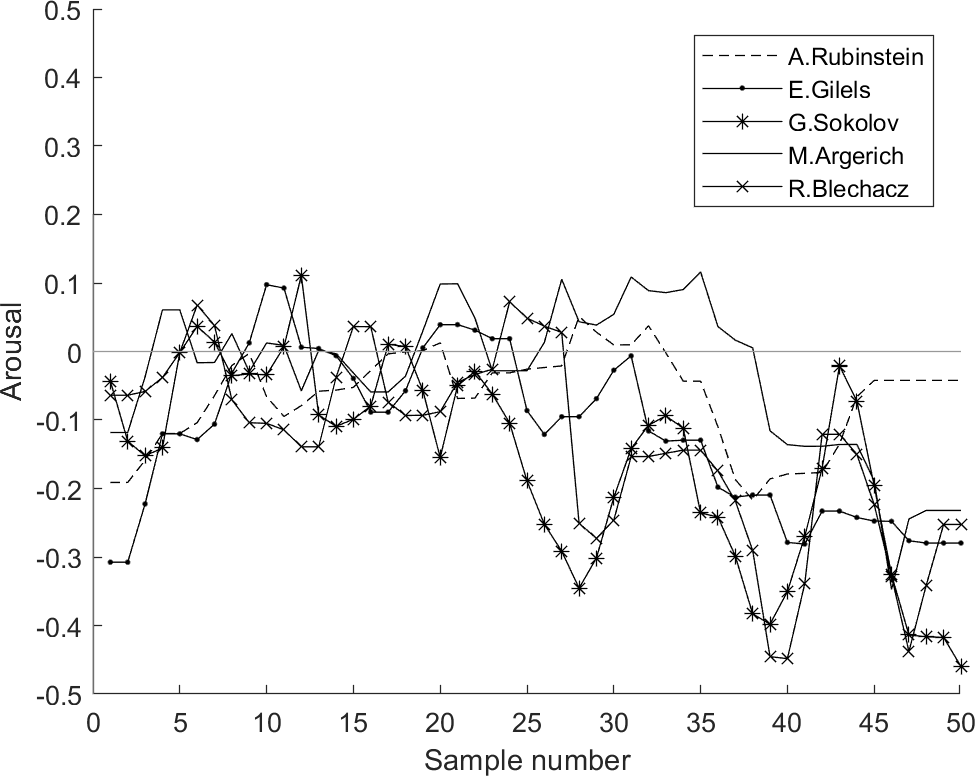 0.5
0.4
0.3
0.2
0.1
0
-0.1
-0.2
-0.3
-0.4
-0.5
Arousal
A.Rubinstein
E.Gilels
G.Sokolov
M.Argerich
R.Blechacz
0 5 10 15 20 25 30 35 40 45 50
Sample number